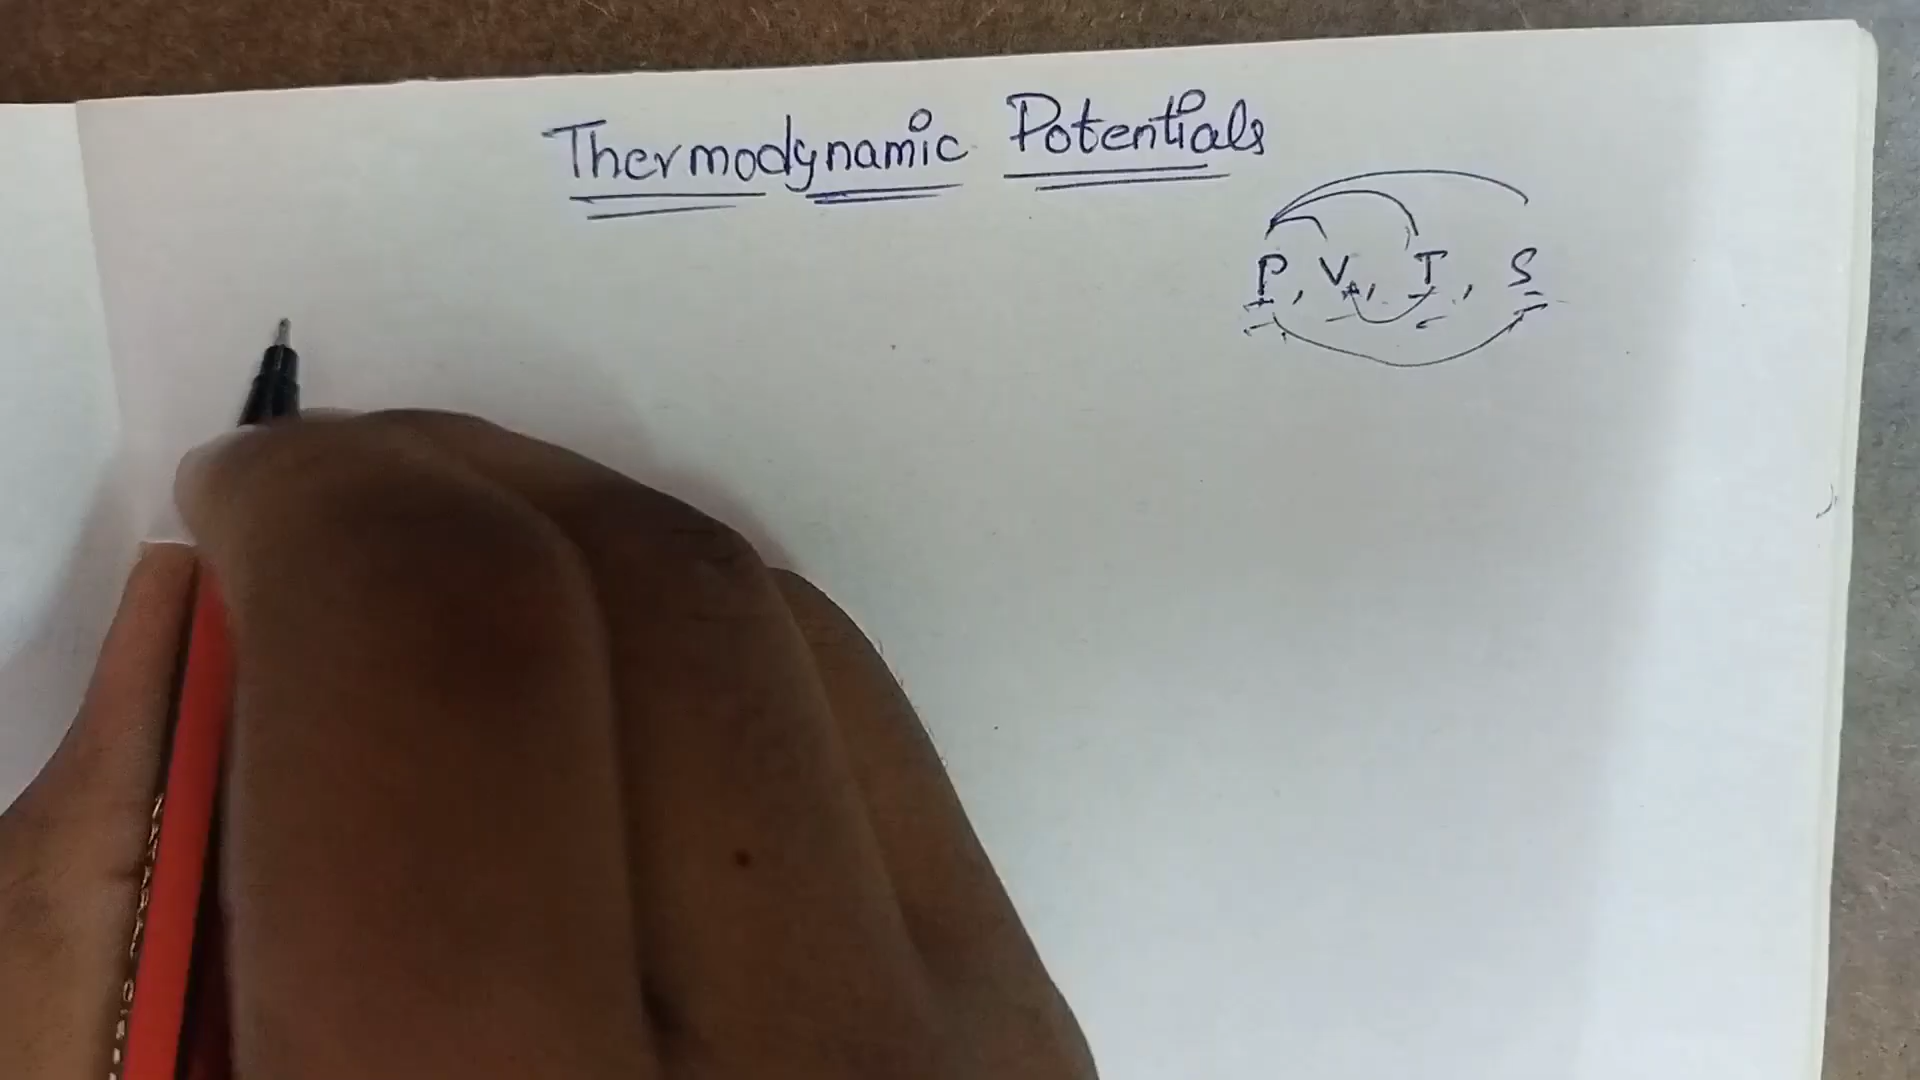 Thermodynamic Potentials
P, V, T, S